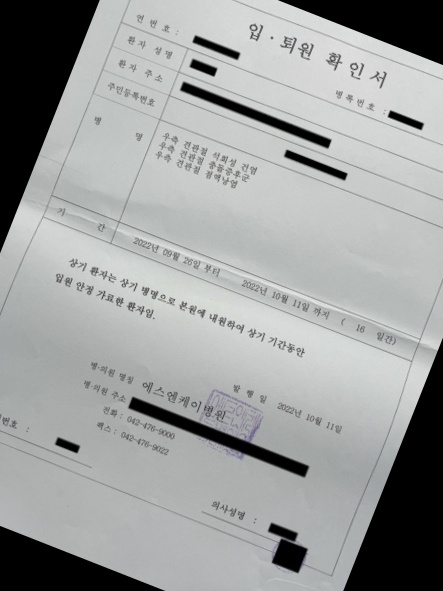 입 · 퇴원 확인서
연 번 호 :
병록번호 :
환 자 성 명
환 자 주 소
주민등록번호
병 명
우측 견관절 석회성 건염
우측 견관절 충돌증후군
우측 견관절 점액낭염
기 간
2022년 09월 26일 부터 2022년 10월 11일 까지 ( 16 일간)
상기 환자는 상기 병명으로 본원에 내원하여 상기 기간동안
입원 안정 가료한 환자임.
발 행 일 2022년 10월 11일
병·의원 명칭 에스엔케이병원
병·의원 주소
전화 : 042-476-9000
팩스 : 042-476-9022
번호 :
의사성명 :